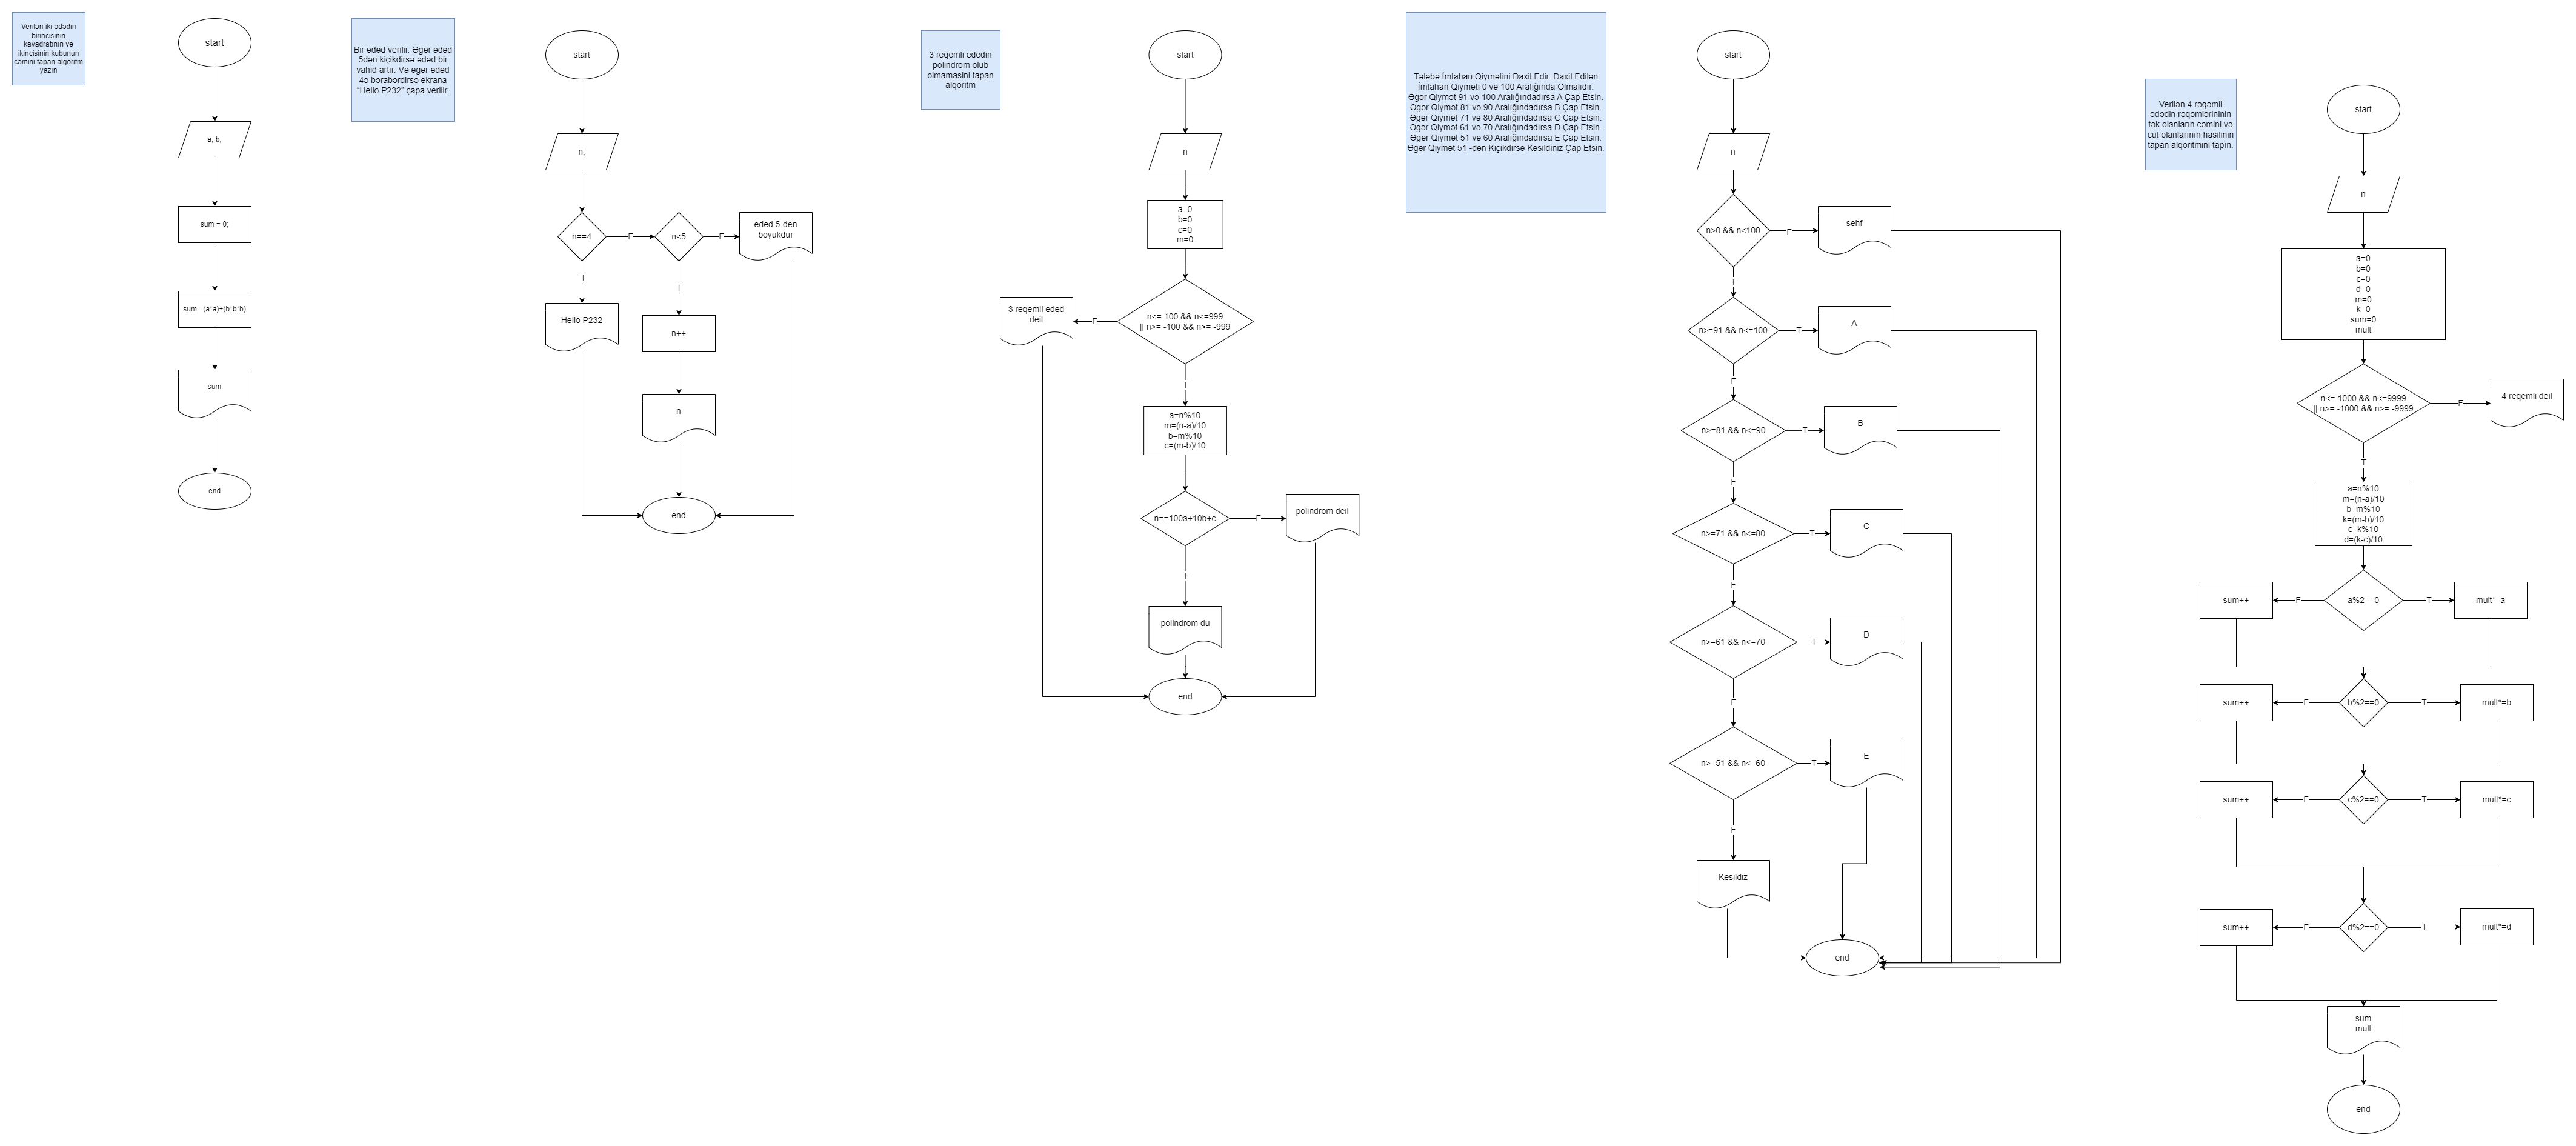 Verilən iki ədədin
birincisinin
kavadratının və
ikincisinin kubunun
cəmini tapan algoritm
yazın
start
a; b;
sum = 0;
sum =(a*a)+(b*b*b)
sum
end
Bir ədəd verilir. Əgər ədəd
5dən kiçikdirsə ədəd bir
vahid artır. Və əgər ədəd
4ə bərabərdirsə ekrana
“Hello P232” çapa verilir.
start
n;
n==4
F
n<5
F
eded 5-den
boyukdur
T
T
Hello P232
n++
n
end
3 reqemli ededin
polindrom olub
olmamasini tapan
alqoritm
start
n
a=0
b=0
c=0
m=0
n<= 100 && n<=999
|| n>= -100 && n>= -999
F
3 reqemli eded
deil
T
a=n%10
m=(n-a)/10
b=m%10
c=(m-b)/10
n==100a+10b+c
F
polindrom deil
T
polindrom du
end
Tələbə İmtahan Qiymətini Daxil Edir. Daxil Edilən
İmtahan Qiyməti 0 və 100 Aralığında Olmalıdır.
Əgər Qiymət 91 və 100 Aralığındadırsa A Çap Etsin.
Əgər Qiymət 81 və 90 Aralığındadırsa B Çap Etsin.
Əgər Qiymət 71 və 80 Aralığındadırsa C Çap Etsin.
Əgər Qiymət 61 və 70 Aralığındadırsa D Çap Etsin.
Əgər Qiymət 51 və 60 Aralığındadırsa E Çap Etsin.
Əgər Qiymət 51 -dən Kiçikdirsə Kəsildiniz Çap Etsin.
start
n
n>0 && n<100
F
sehf
T
n>=91 && n<=100
T
A
F
n>=81 && n<=90
T
B
F
n>=71 && n<=80
T
C
F
n>=61 && n<=70
T
D
F
n>=51 && n<=60
T
E
F
Kesildiz
end
Verilən 4 rəqəmli
ədədin rəqəmlərininin
tək olanların cəmini və
cüt olanlarının hasilinin
tapan alqoritmini tapın.
start
n
a=0
b=0
c=0
d=0
m=0
k=0
sum=0
mult
n<= 1000 && n<=9999
|| n>= -1000 && n>= -9999
F
4 reqemli deil
T
a=n%10
m=(n-a)/10
b=m%10
k=(m-b)/10
c=k%10
d=(k-c)/10
sum++
F
a%2==0
T
mult*=a
sum++
F
b%2==0
T
mult*=b
sum++
F
c%2==0
T
mult*=c
sum++
F
d%2==0
T
mult*=d
sum
mult
end